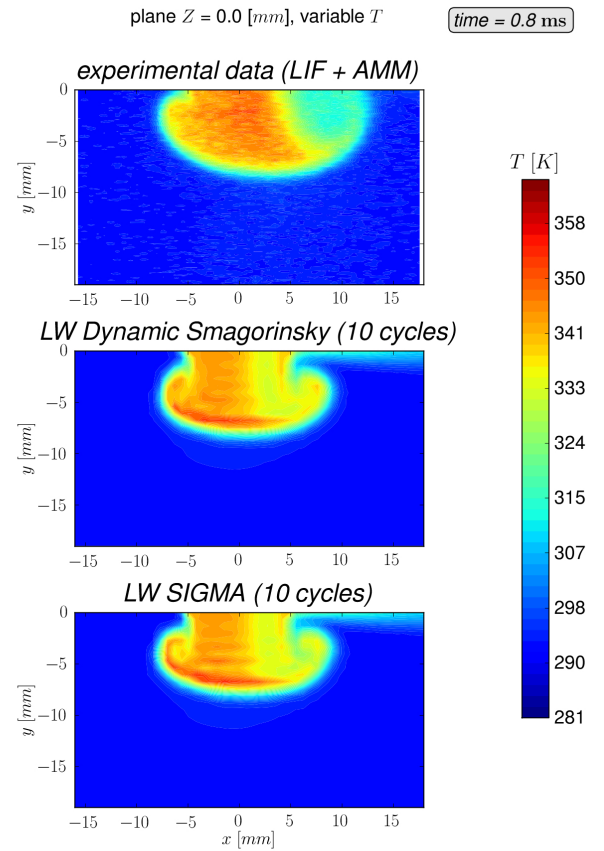 plane Z = 0.0 [mm], variable T
time = 0.8 ms
experimental data (LIF + AMM)
0
−5
−10
−15
y [mm]
−15 −10 −5 0 5 10 15
LW Dynamic Smagorinsky (10 cycles)
0
−5
−10
−15
y [mm]
−15 −10 −5 0 5 10 15
LW SIGMA (10 cycles)
0
−5
−10
−15
y [mm]
−15 −10 −5 0 5 10 15
x [mm]
T [K]
358
350
341
333
324
315
307
298
290
281